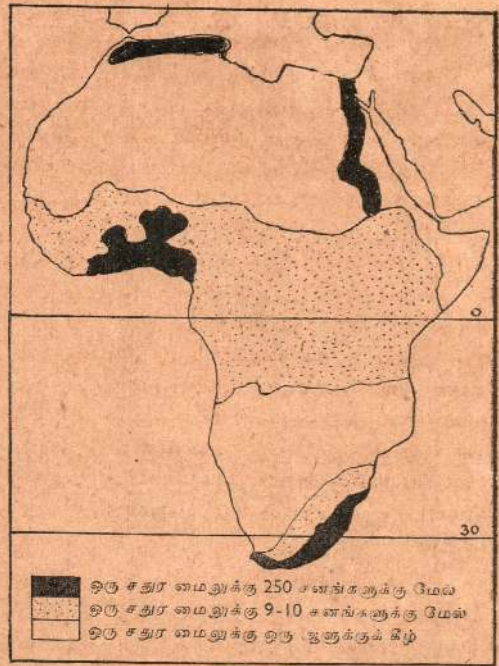 0
30
ஒரு சதுர மைலுக்கு 250 சனங்களுக்கு மேல்
ஒரு சதுர மைலுக்கு 9-10 சனங்களுக்கு மேல்
ஒரு சதுர மைலுக்கு ஒரு ஆளுக்குக் கீழ்